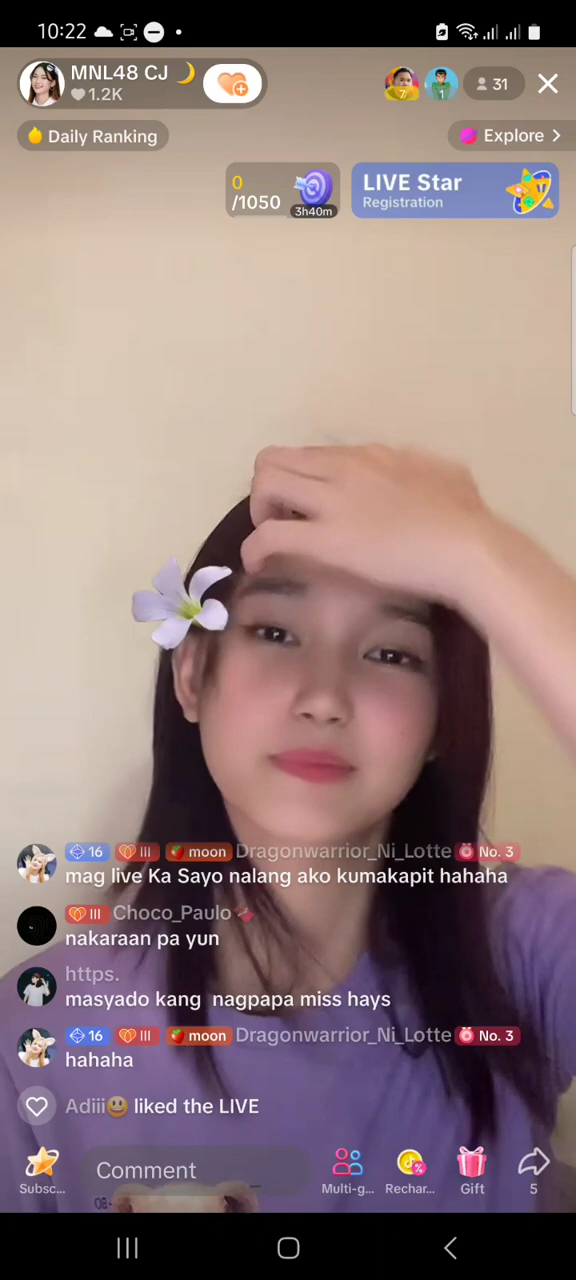 10:22
MNL48 CJ 🌙
1.2K
7
1
31
Daily Ranking
Explore >
0
/1050
3h40m
LIVE Star
Registration
16 III moon Dragonwarrior_Ni_Lotte No. 3
mag live Ka Sayo nalang ako kumakapit hahaha
III Choco_Paulo🍫
nakaraan pa yun
https.
masyado kang nagpapa miss hays
16 III moon Dragonwarrior_Ni_Lotte No. 3
hahaha
Adiii😃 liked the LIVE
Comment
Subsc...
Multi-g...
Rechar...
Gift
5